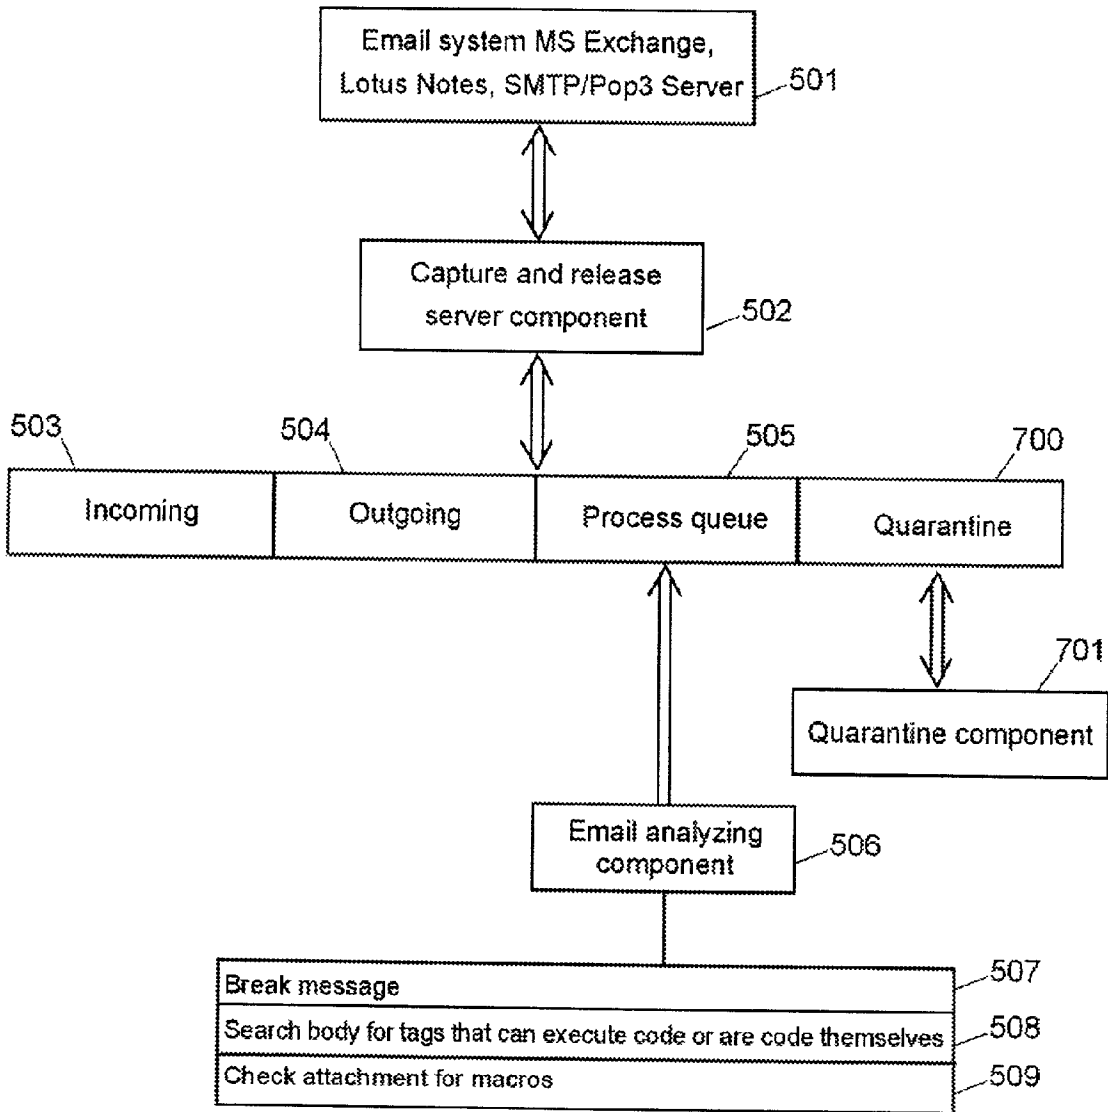 Email system MS Exchange,
Lotus Notes, SMTP/Pop3 Server
501
Capture and release
server component
502
503
504
505
700
Incoming
Outgoing
Process queue
Quarantine
701
Quarantine component
Email analyzing
component
506
Break message
507
Search body for tags that can execute code or are code themselves
508
Check attachment for macros
509